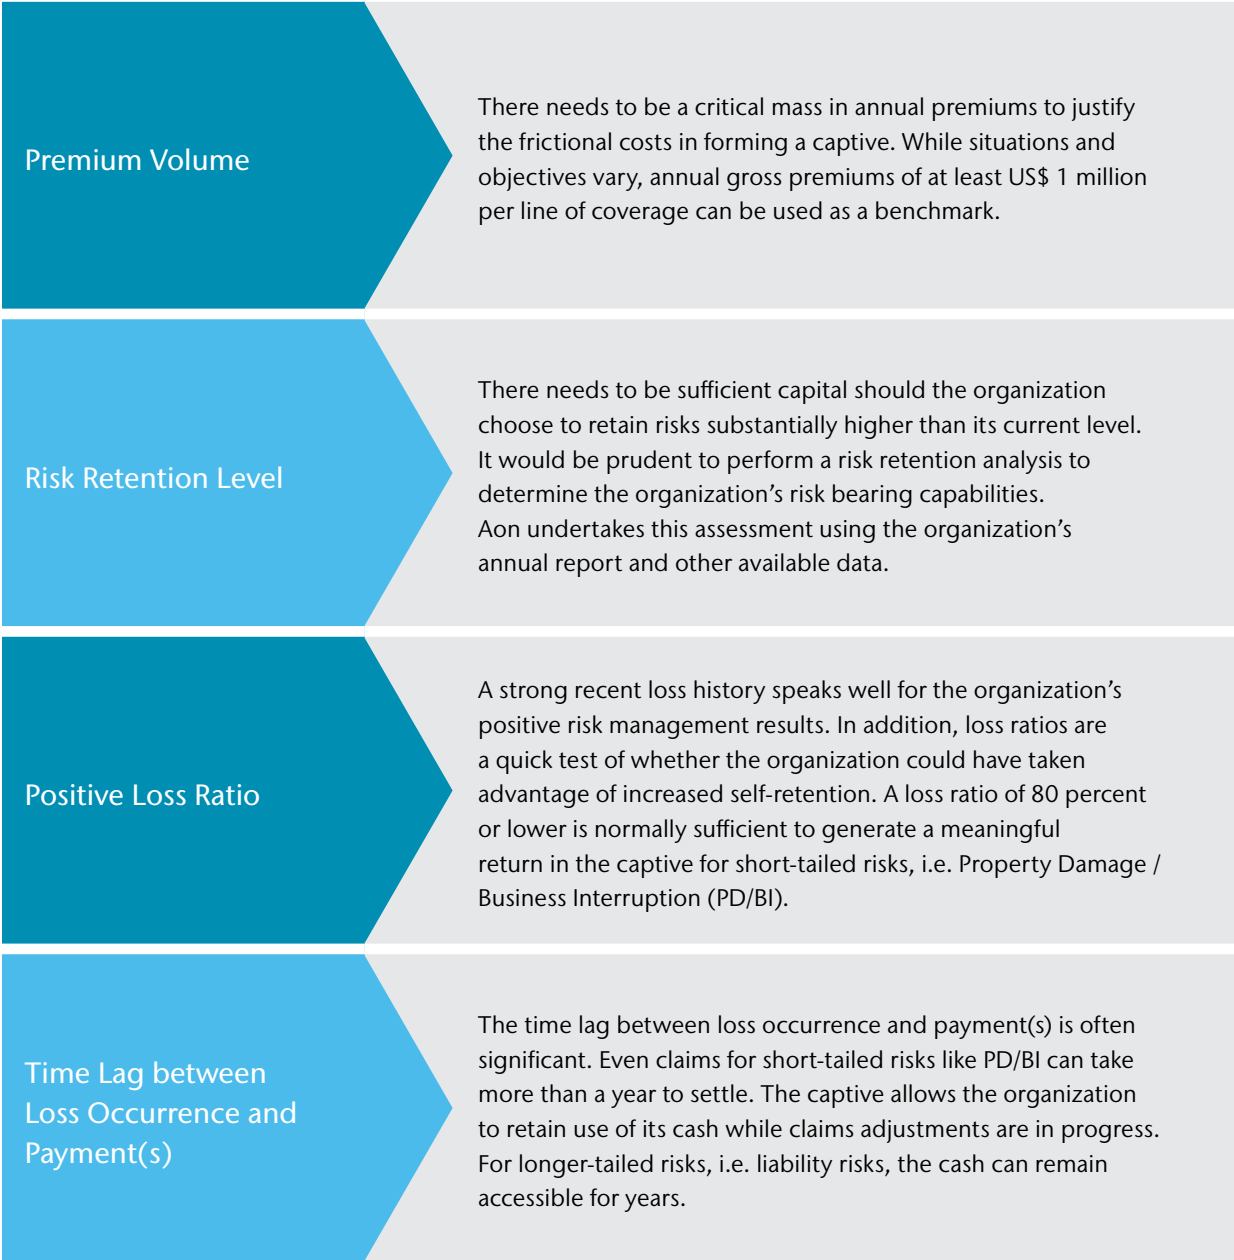 Premium Volume
There needs to be a critical mass in annual premiums to justify
the frictional costs in forming a captive. While situations and
objectives vary, annual gross premiums of at least US$ 1 million
per line of coverage can be used as a benchmark.
Risk Retention Level
There needs to be sufficient capital should the organization
choose to retain risks substantially higher than its current level.
It would be prudent to perform a risk retention analysis to
determine the organization’s risk bearing capabilities.
Aon undertakes this assessment using the organization’s
annual report and other available data.
Positive Loss Ratio
A strong recent loss history speaks well for the organization’s
positive risk management results. In addition, loss ratios are
a quick test of whether the organization could have taken
advantage of increased self-retention. A loss ratio of 80 percent
or lower is normally sufficient to generate a meaningful
return in the captive for short-tailed risks, i.e. Property Damage /
Business Interruption (PD/BI).
Time Lag between
Loss Occurrence and
Payment(s)
The time lag between loss occurrence and payment(s) is often
significant. Even claims for short-tailed risks like PD/BI can take
more than a year to settle. The captive allows the organization
to retain use of its cash while claims adjustments are in progress.
For longer-tailed risks, i.e. liability risks, the cash can remain
accessible for years.